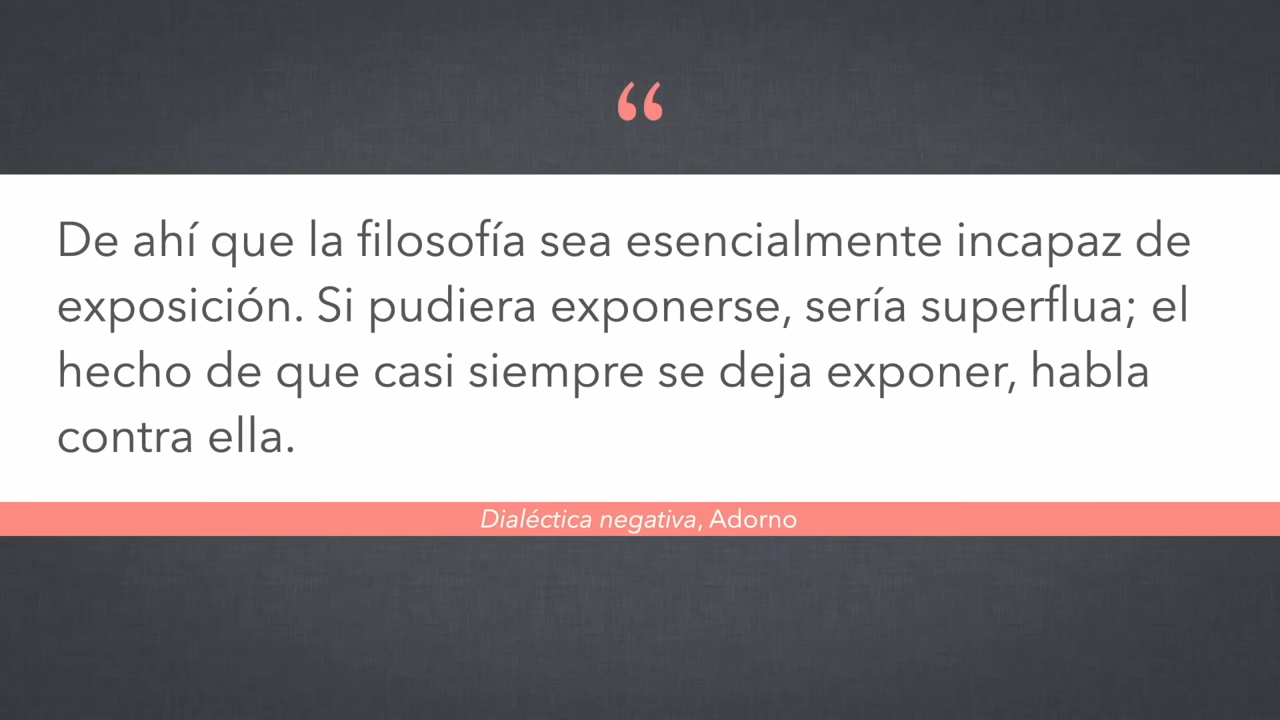 “
De ahí que la filosofía sea esencialmente incapaz de
exposición. Si pudiera exponerse, sería superflua; el
hecho de que casi siempre se deja exponer, habla
contra ella.
Dialéctica negativa, Adorno